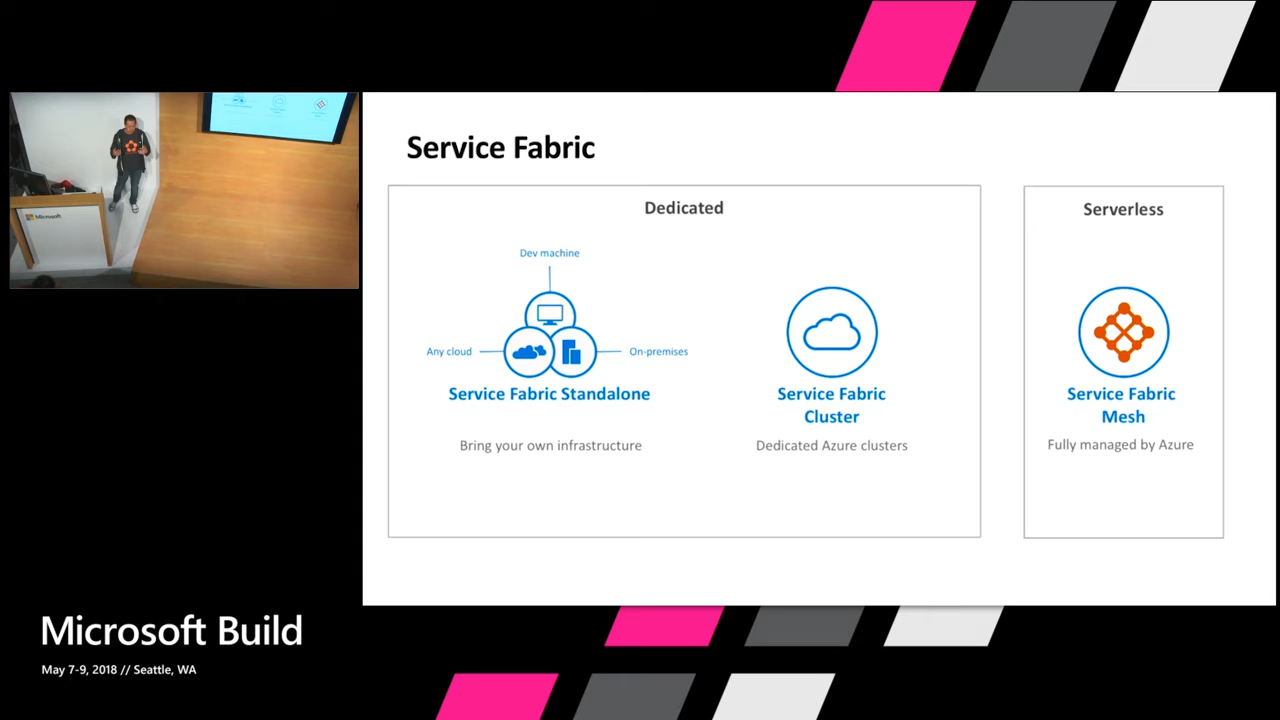 Service Fabric
Dedicated
Dev machine
Any cloud
On-premises
Service Fabric Standalone
Bring your own infrastructure
Service Fabric
Cluster
Dedicated Azure clusters
Serverless
Service Fabric
Mesh
Fully managed by Azure
Microsoft
Microsoft Build
May 7-9, 2018 // Seattle, WA